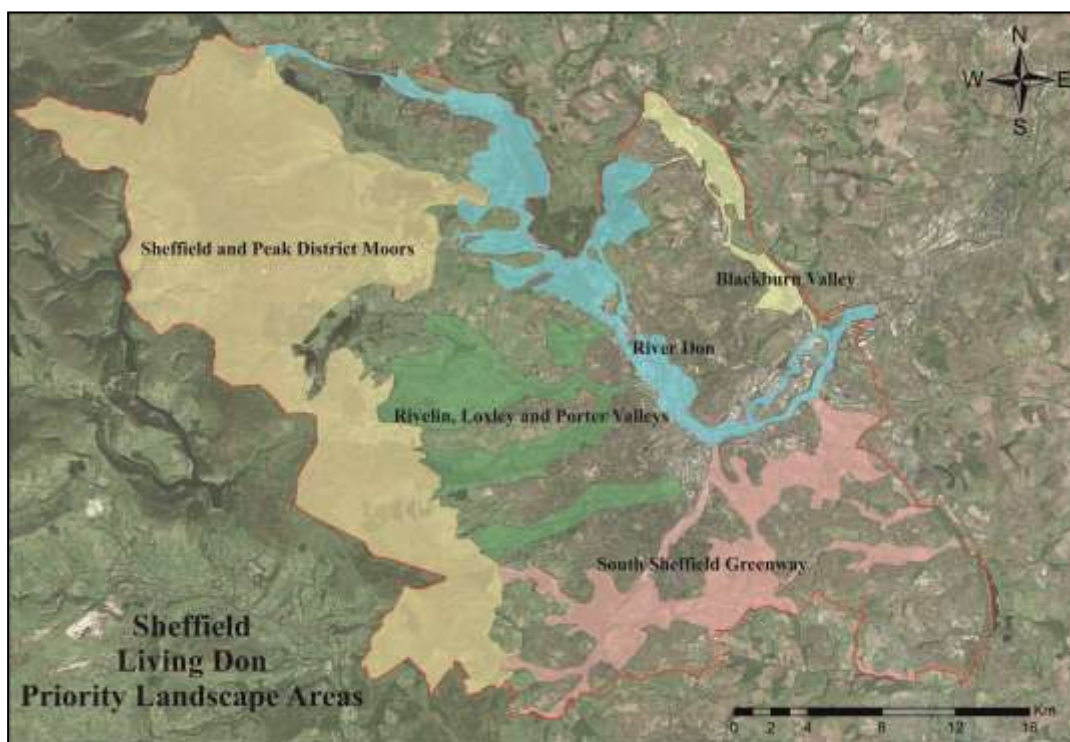 N
W E
S
Sheffield and Peak District Moors
Blackburn Valley
River Don
Rivelin, Loxley and Porter Valleys
South Sheffield Greenway
Sheffield
Living Don
Priority Landscape Areas
Km
0 2 4 8 12 16